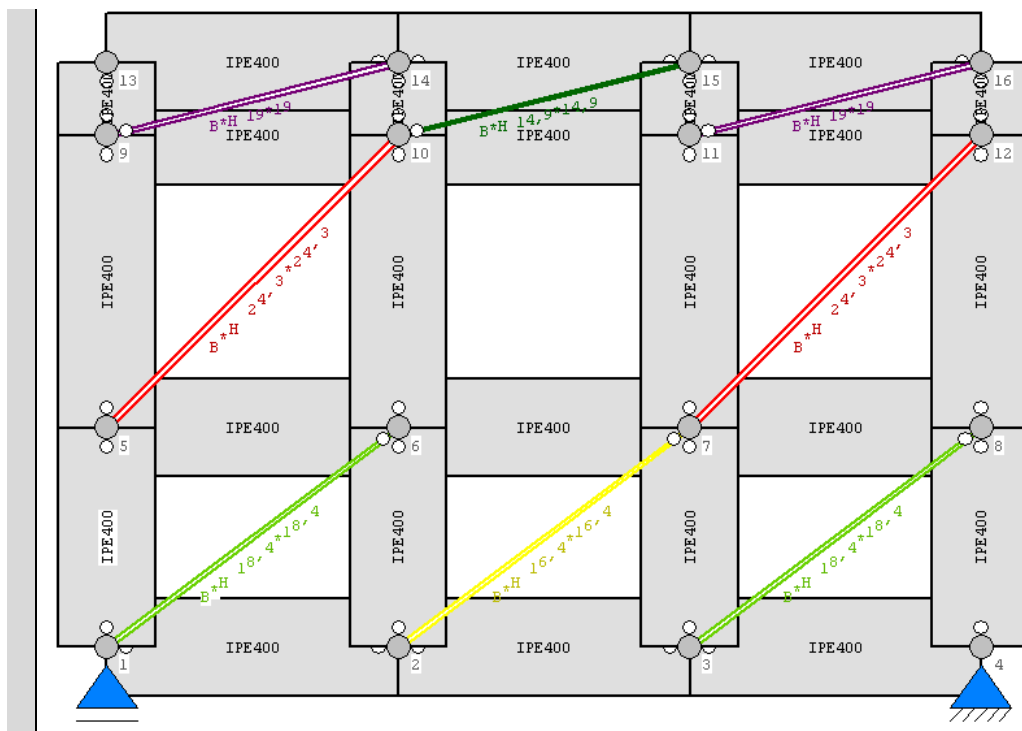 IPE400
IPE400
IPE400
13
14
15
16
IPE400
IPE400
IPE400
IPE400
B*H 19*19
B*H 14,9*14,9
B*H 19*19
IPE400
IPE400
IPE400
9
10
11
12
IPE400
IPE400
IPE400
IPE400
B*H 24,3*24,3
B*H 24,3*24,3
IPE400
IPE400
IPE400
5
6
7
8
IPE400
IPE400
IPE400
IPE400
B*H 18,4*18,4
B*H 16,4*16,4
B*H 18,4*18,4
IPE400
IPE400
IPE400
1
2
3
4